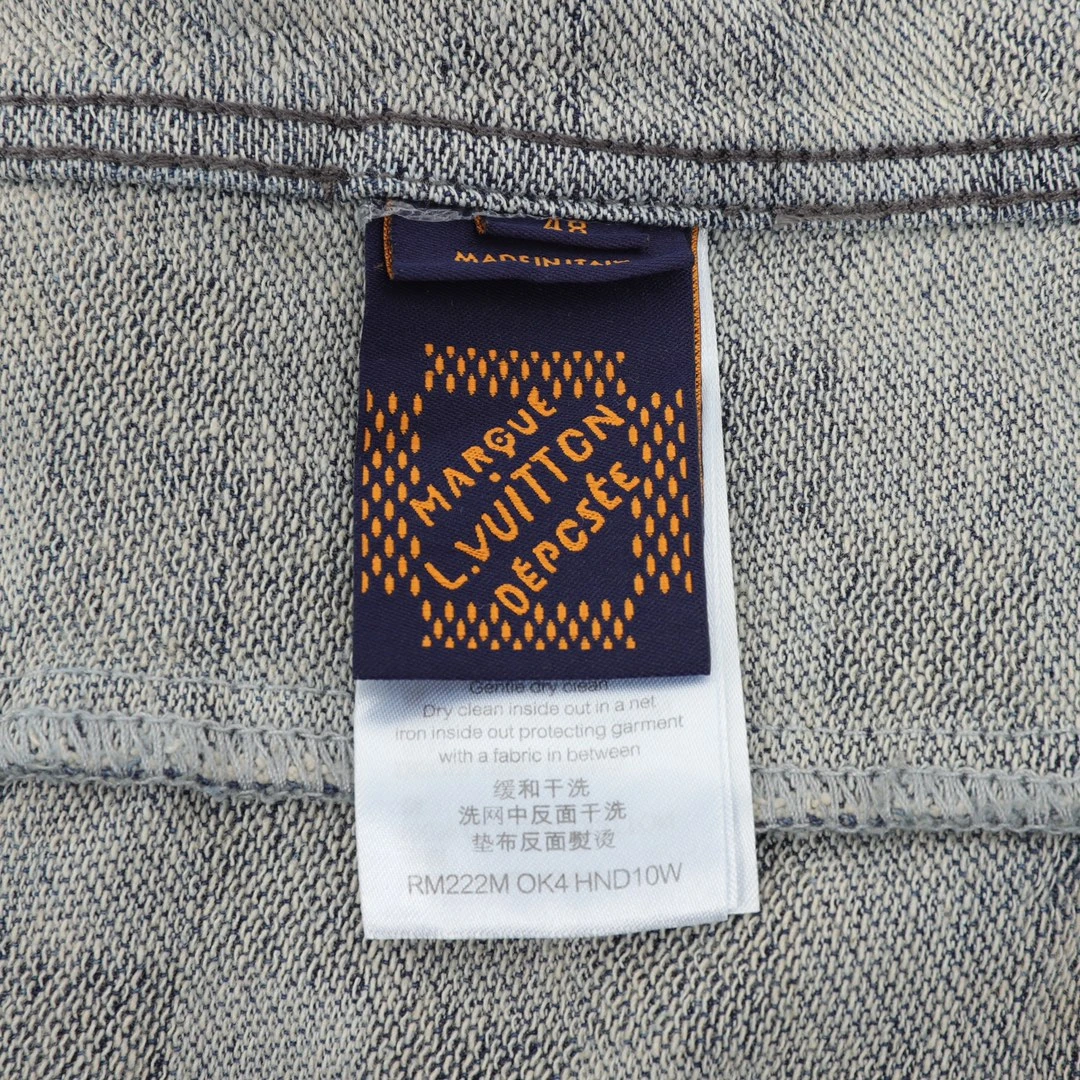 48
MADE IN ITALY
MARQUE
L.VUITTON
DÉPOSÉE
Gentle dry clean
Dry clean inside out in a net
iron inside out protecting garment
with a fabric in between
缓和干洗
洗网中反面干洗
垫布反面熨烫
RM222M OK4 HND10W